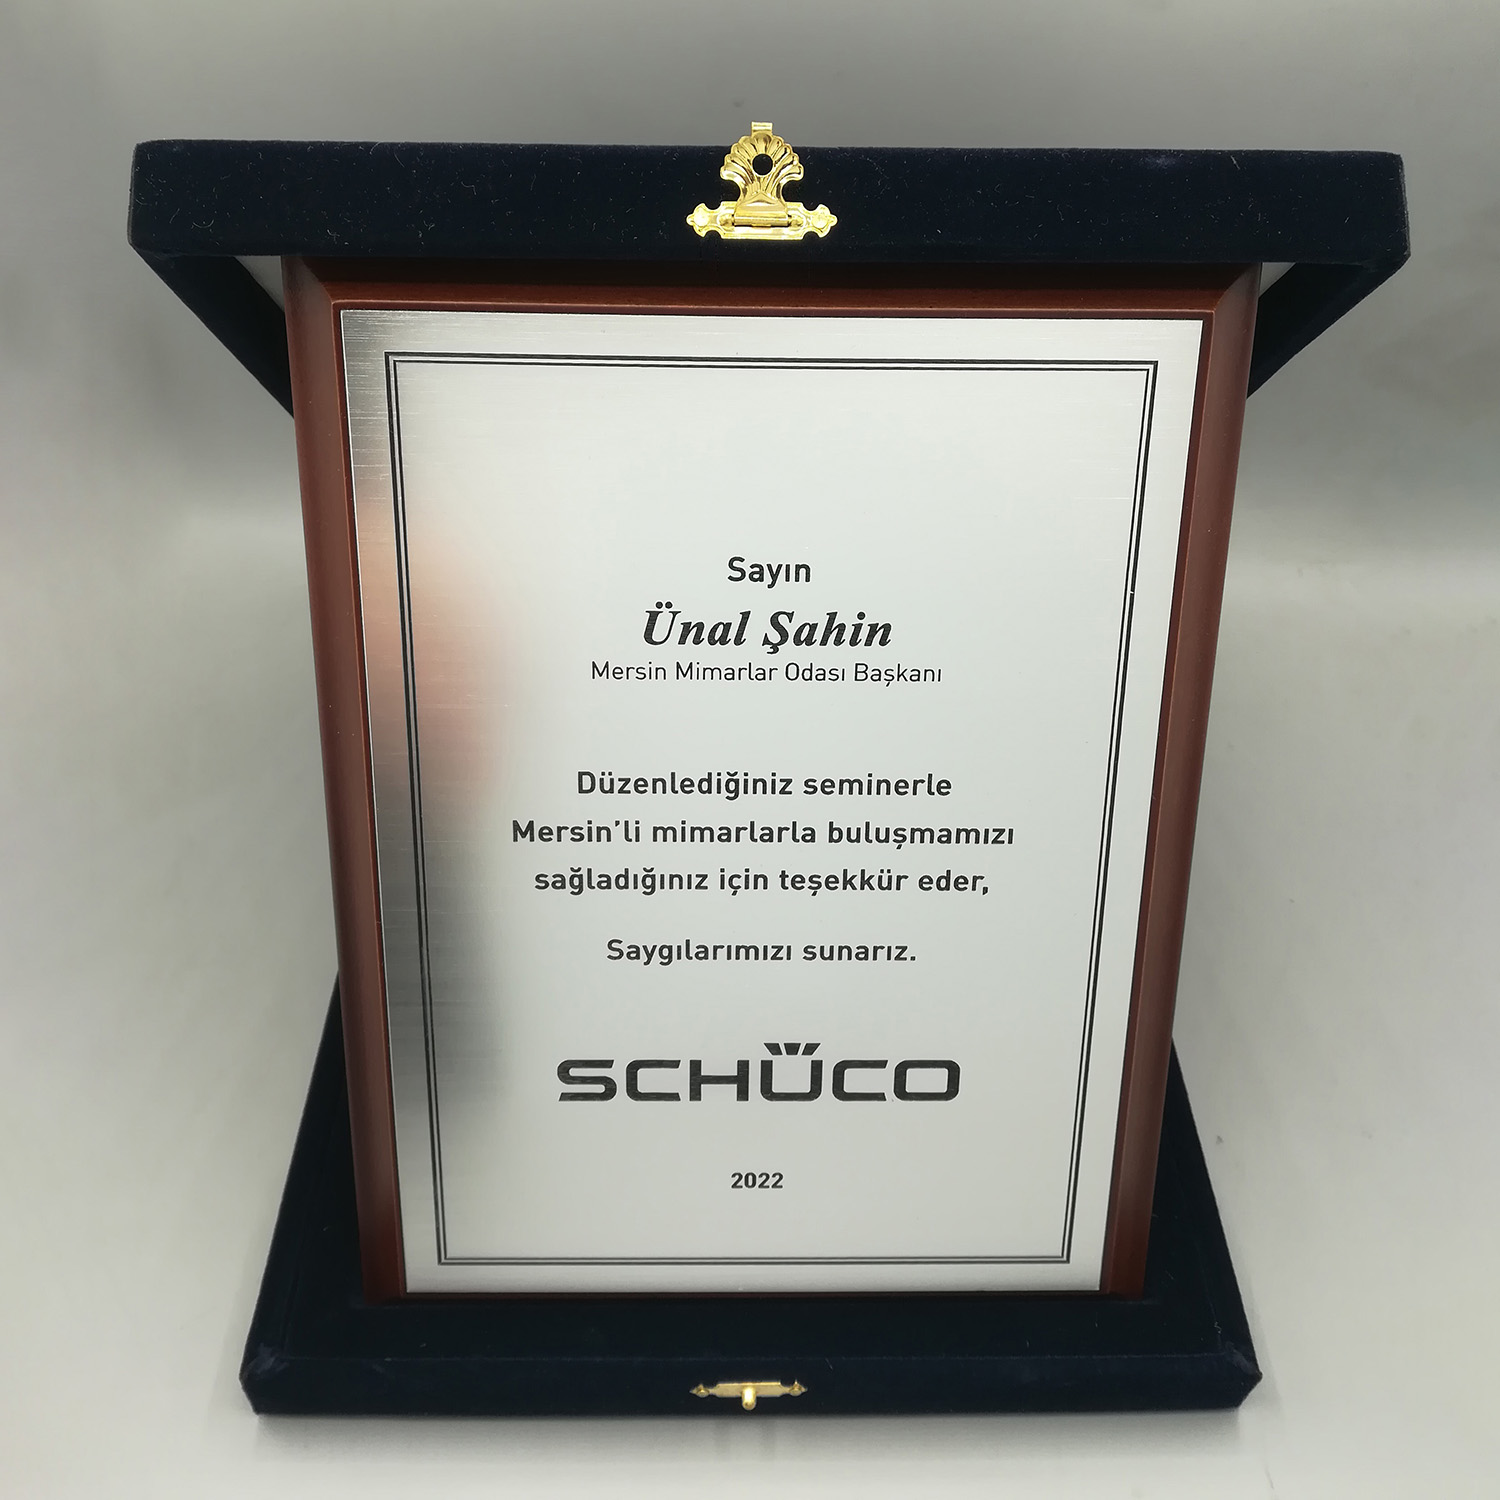 Sayın
Ünal Şahin
Mersin Mimarlar Odası Başkanı
Düzenlediğiniz seminerle
Mersin'li mimarlarla buluşmamızı
sağladığınız için teşekkür eder,
Saygılarımızı sunarız.
SCHÜCO
2022